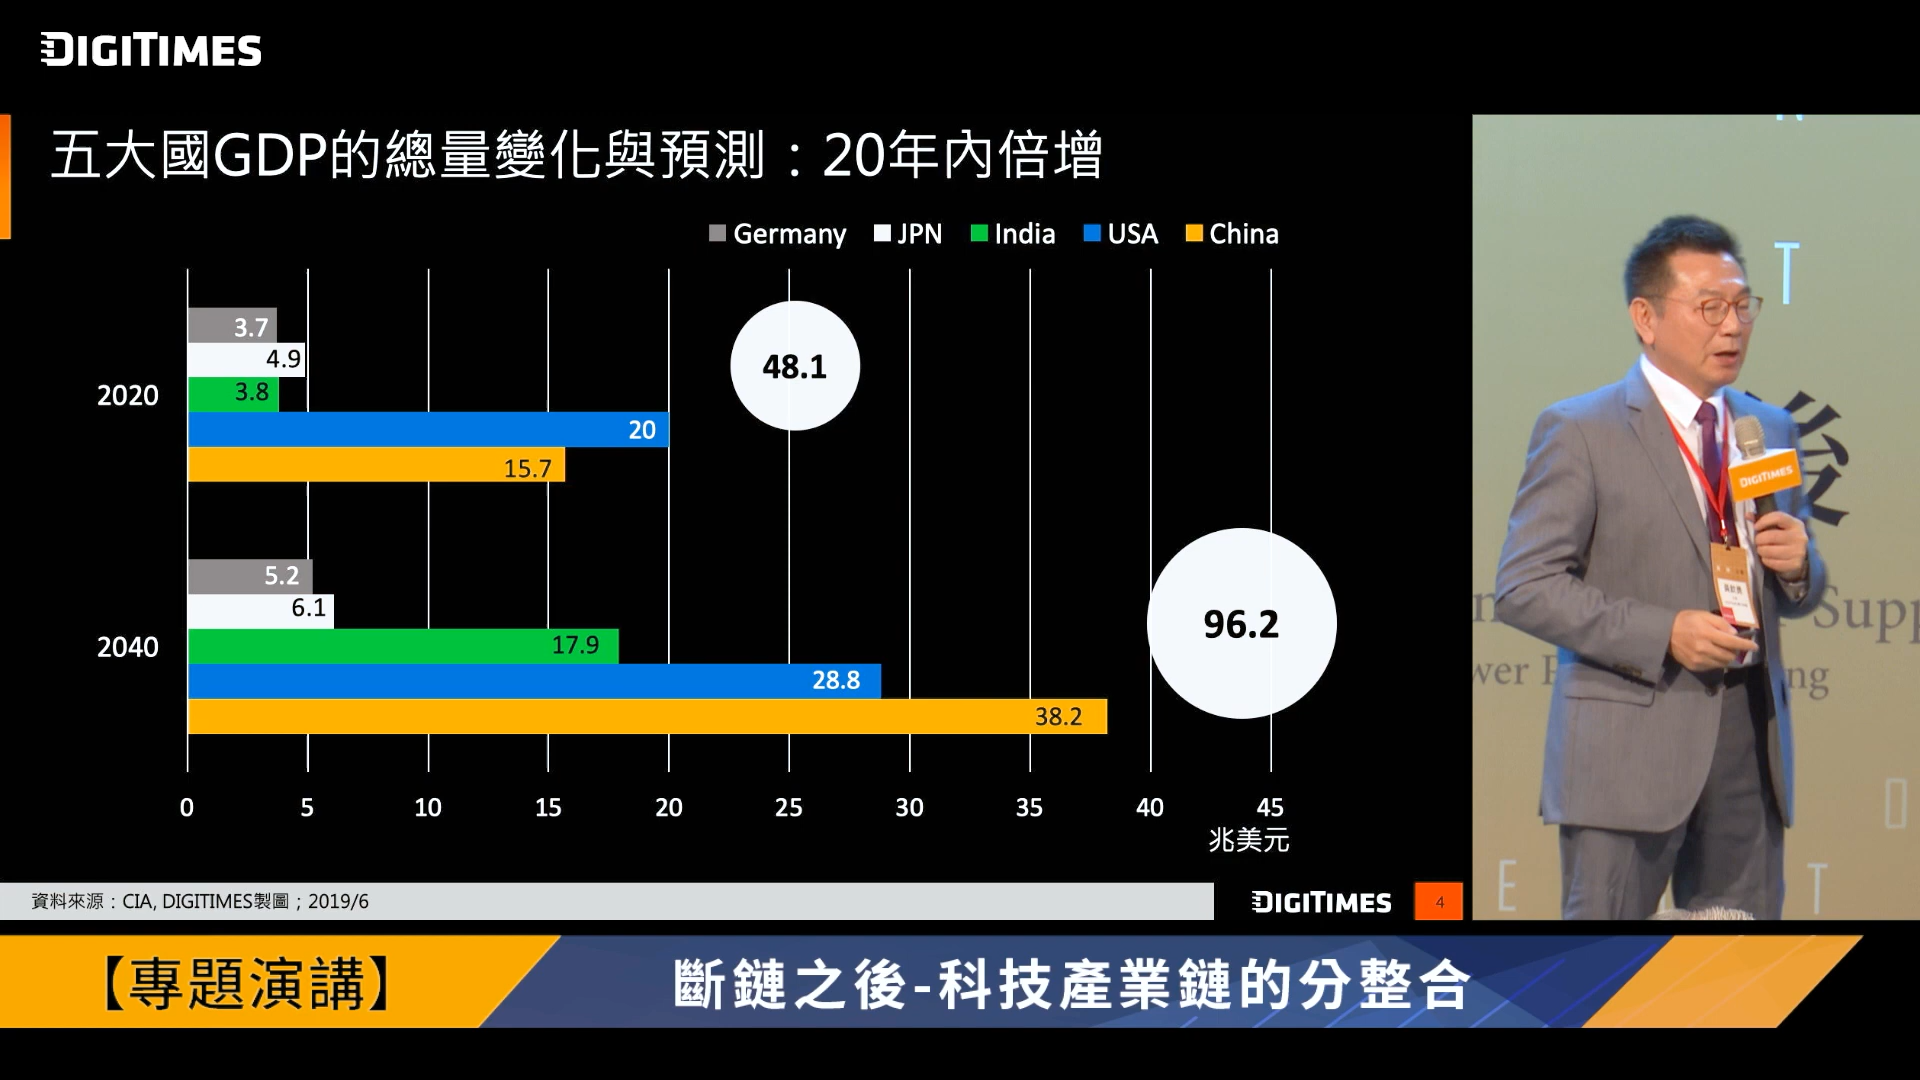 DIGITIMES
五大國GDP的總量變化與預測：20年內倍增
Germany JPN India USA China
3.7
4.9
3.8
20
15.7
2020
48.1
5.2
6.1
17.9
28.8
38.2
2040
96.2
0 5 10 15 20 25 30 35 40 45
兆美元
資料來源：CIA, DIGITIMES製圖；2019/6
DIGITIMES
4
T
後
DIGITIMES
Supp
wer
ng
E
T
【專題演講】
斷鏈之後-科技產業鏈的分整合